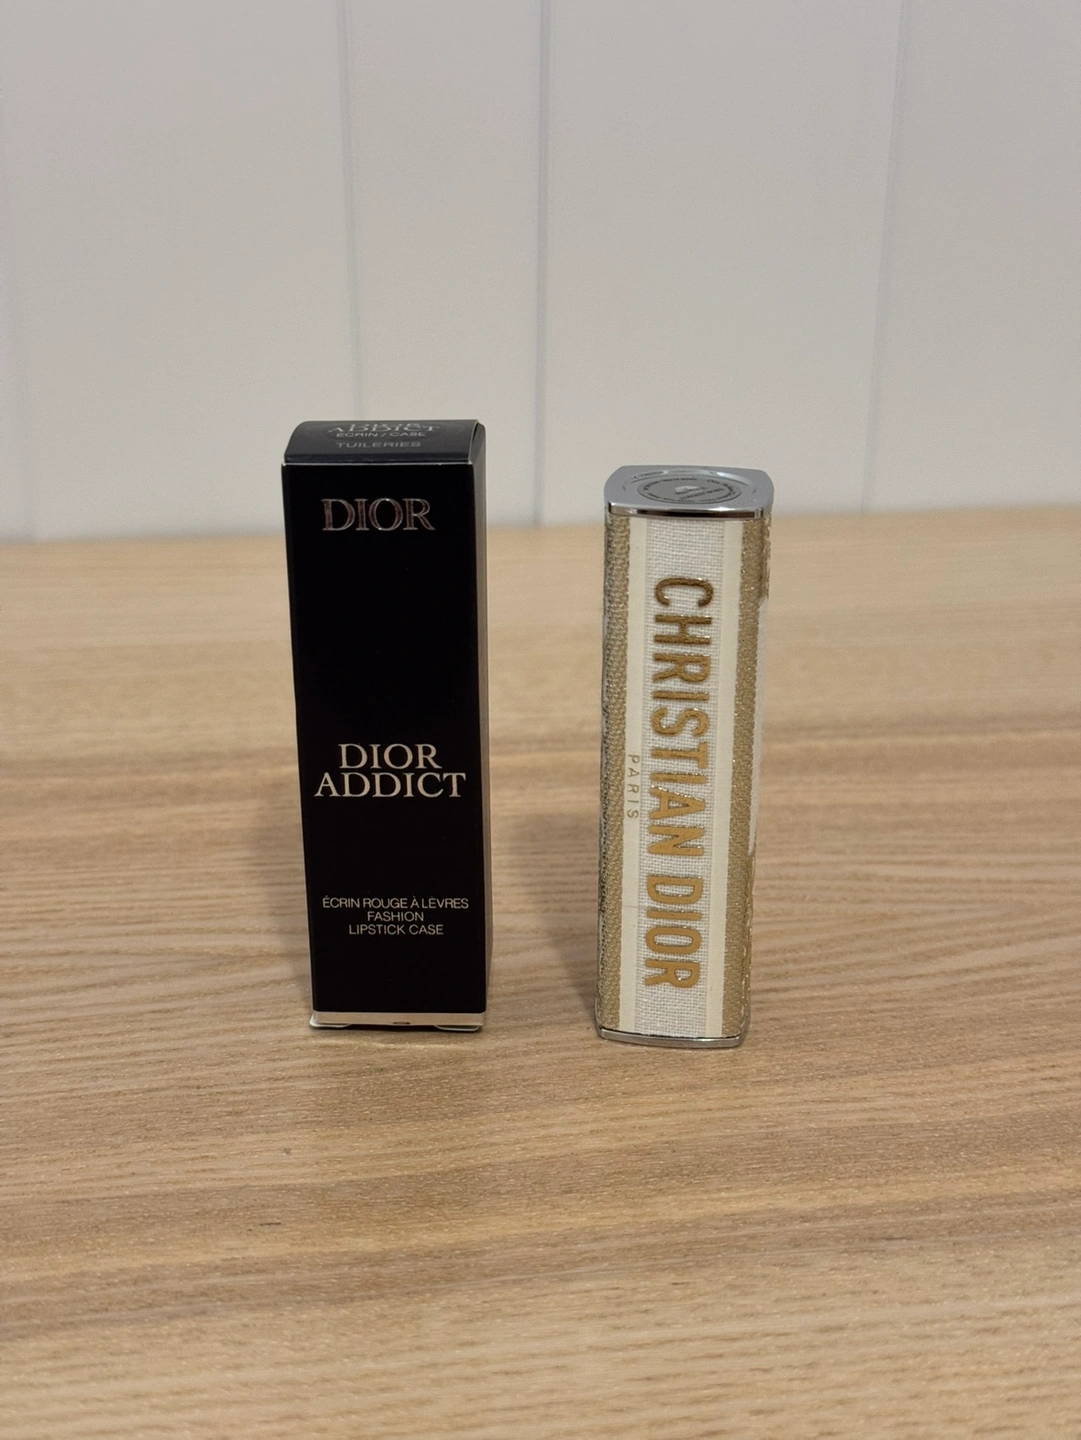 DIOR
ADDICT
ÉCRIN / CASE
TUILERIES
DIOR
DIOR
ADDICT
ÉCRIN ROUGE À LÈVRES
FASHION
LIPSTICK CASE
CHRISTIAN DIOR
PARIS